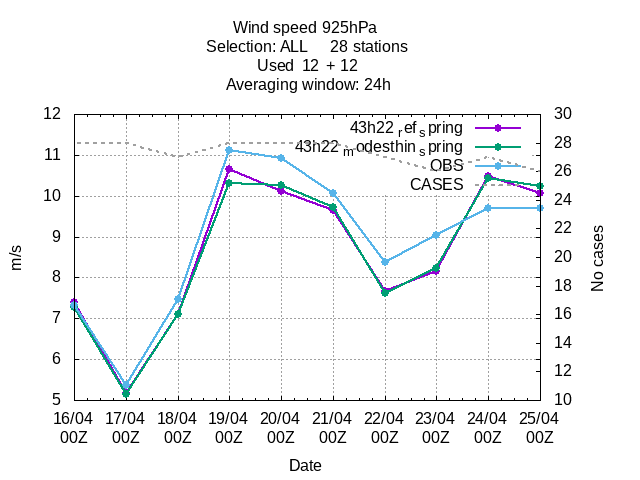 Wind speed 925hPa
Selection: ALL 28 stations
Used 12 + 12
Averaging window: 24h
12 30
11 28
10 26
9 24
8 22
7 20
6 18
5 16
14
12
10
43h22 ref spring
43h22 modesthin spring
OBS
CASES
m/s
No cases
16/04 17/04 18/04 19/04 20/04 21/04 22/04 23/04 24/04 25/04
00Z 00Z 00Z 00Z 00Z 00Z 00Z 00Z 00Z 00Z
Date